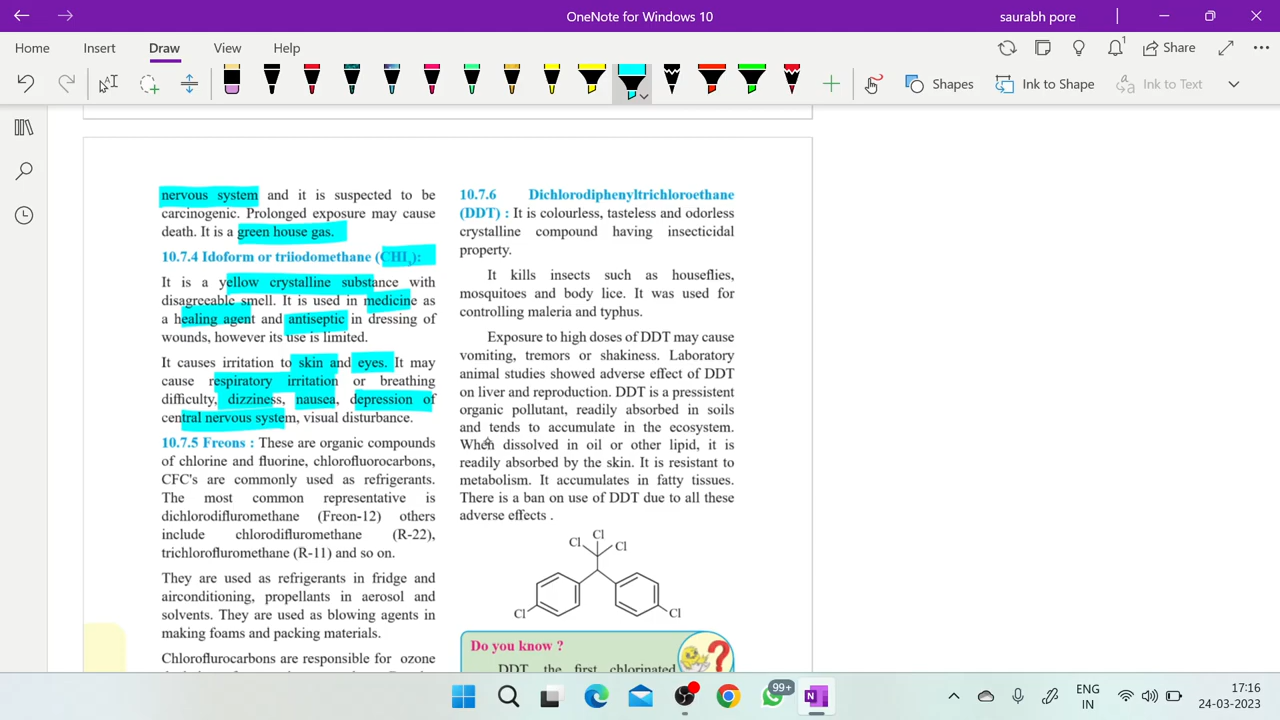 OneNote for Windows 10
saurabh pore
Home
Insert
Draw
View
Help
1
Share
A
Shapes
Ink to Shape
a
A
Ink to Text
nervous system and it is suspected to be
carcinogenic. Prolonged exposure may cause
death. It is a green house gas.
10.7.4 Idoform or triiodomethane (CHI3):
It is a yellow crystalline substance with
disagreeable smell. It is used in medicine as
a healing agent and antiseptic in dressing of
wounds, however its use is limited.
It causes irritation to skin and eyes. It may
cause respiratory irritation or breathing
difficulty, dizziness, nausea, depression of
central nervous system, visual disturbance.
10.7.5 Freons : These are organic compounds
of chlorine and fluorine, chlorofluorocarbons,
CFC's are commonly used as refrigerants.
The most common representative is
dichlorodifluromethane (Freon-12) others
include chlorodifluromethane (R-22),
trichlorofluromethane (R-11) and so on.
They are used as refrigerants in fridge and
airconditioning, propellants in aerosol and
solvents. They are used as blowing agents in
making foams and packing materials.
Chloroflurocarbons are responsible for ozone
10.7.6 Dichlorodiphenyltrichloroethane
(DDT) : It is colourless, tasteless and odorless
crystalline compound having insecticidal
property.
It kills insects such as houseflies,
mosquitoes and body lice. It was used for
controlling maleria and typhus.
Exposure to high doses of DDT may cause
vomiting, tremors or shakiness. Laboratory
animal studies showed adverse effect of DDT
on liver and reproduction. DDT is a pressistent
organic pollutant, readily absorbed in soils
and tends to accumulate in the ecosystem.
When dissolved in oil or other lipid, it is
readily absorbed by the skin. It is resistant to
metabolism. It accumulates in fatty tissues.
There is a ban on use of DDT due to all these
adverse effects .
Cl
Cl
Cl
Cl
Cl
Do you know ?
DDT, the first chlorinated
?
99+
N
ENG
IN
17:16
24-03-2023